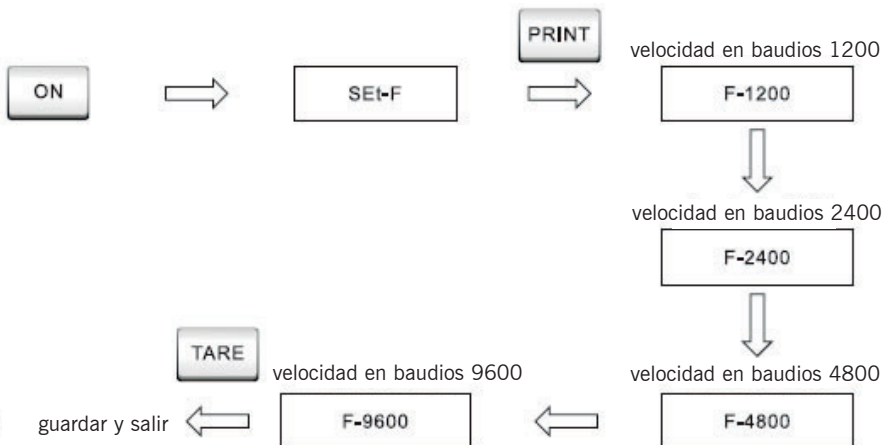 PRINT
velocidad en baudios 1200
ON
SEt-F
F-1200
velocidad en baudios 2400
F-2400
TARE
velocidad en baudios 9600
velocidad en baudios 4800
guardar y salir
F-9600
F-4800